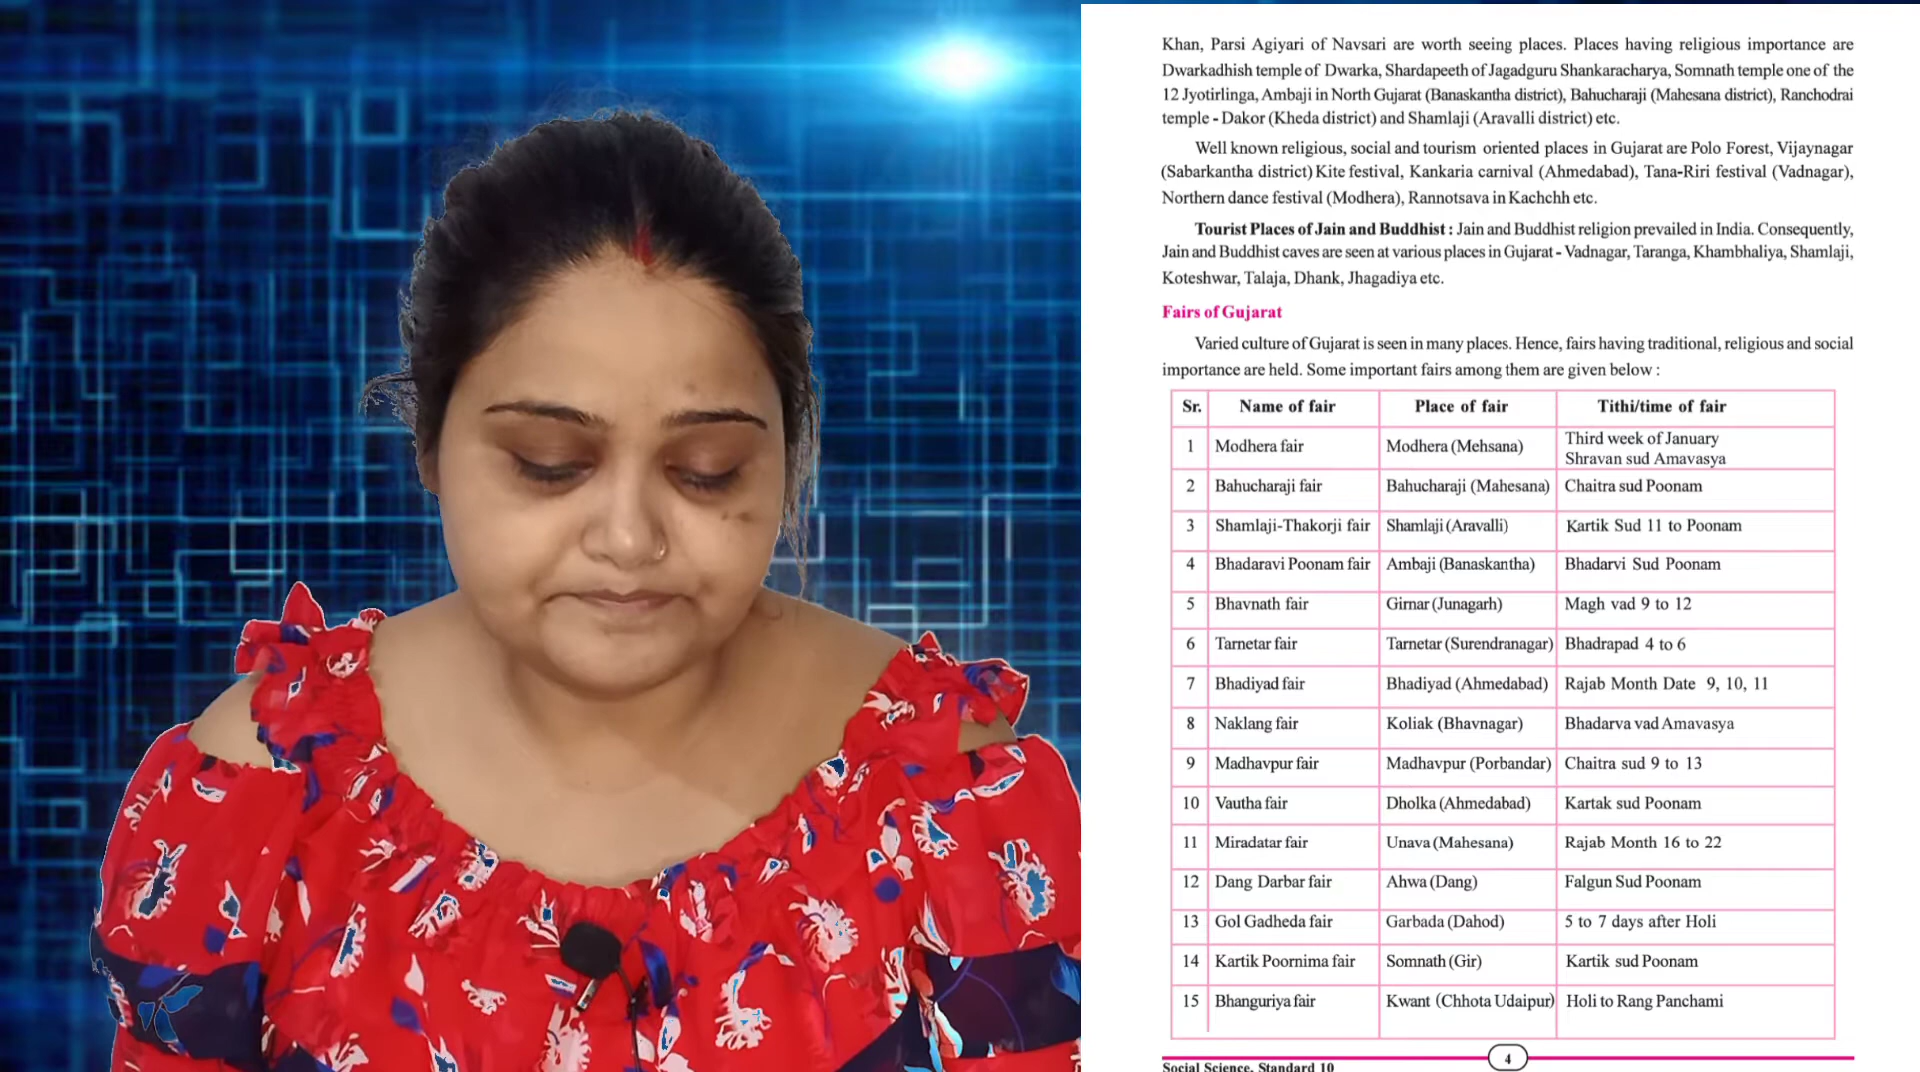 Khan, Parsi Agiyari of Navsari are worth seeing places. Places having religious importance are
Dwarkadhish temple of Dwarka, Shardapeeth of Jagadguru Shankaracharya, Somnath temple one of the
12 Jyotirlinga, Ambaji in North Gujarat (Banaskantha district), Bahucharaji (Mahesana district), Ranchodrai
temple - Dakor (Kheda district) and Shamlaji (Aravalli district) etc.
Well known religious, social and tourism oriented places in Gujarat are Polo Forest, Vijaynagar
(Sabarkantha district) Kite festival, Kankaria carnival (Ahmedabad), Tana-Riri festival (Vadnagar),
Northern dance festival (Modhera), Rannotsava in Kachchh etc.
Tourist Places of Jain and Buddhist : Jain and Buddhist religion prevailed in India. Consequently,
Jain and Buddhist caves are seen at various places in Gujarat - Vadnagar, Taranga, Khambhaliya, Shamlaji,
Koteshwar, Talaja, Dhank, Jhagadiya etc.
Fairs of Gujarat
Varied culture of Gujarat is seen in many places. Hence, fairs having traditional, religious and social
importance are held. Some important fairs among them are given below :
Sr. Name of fair Place of fair Tithi/time of fair
1 Modhera fair Modhera (Mehsana) Third week of January
Shravan sud Amavasya
2 Bahucharaji fair Bahucharaji (Mahesana) Chaitra sud Poonam
3 Shamlaji-Thakorji fair Shamlaji (Aravalli) Kartik Sud 11 to Poonam
4 Bhadaravi Poonam fair Ambaji (Banaskantha) Bhadarvi Sud Poonam
5 Bhavnath fair Girnar (Junagarh) Magh vad 9 to 12
6 Tarnetar fair Tarnetar (Surendranagar) Bhadrapad 4 to 6
7 Bhadiyad fair Bhadiyad (Ahmedabad) Rajab Month Date 9, 10, 11
8 Naklang fair Koliak (Bhavnagar) Bhadarva vad Amavasya
9 Madhavpur fair Madhavpur (Porbandar) Chaitra sud 9 to 13
10 Vautha fair Dholka (Ahmedabad) Kartak sud Poonam
11 Miradatar fair Unava (Mahesana) Rajab Month 16 to 22
12 Dang Darbar fair Ahwa (Dang) Falgun Sud Poonam
13 Gol Gadheda fair Garbada (Dahod) 5 to 7 days after Holi
14 Kartik Poornima fair Somnath (Gir) Kartik sud Poonam
15 Bhanguriya fair Kwant (Chhota Udaipur) Holi to Rang Panchami
4
Social Science, Standard 10